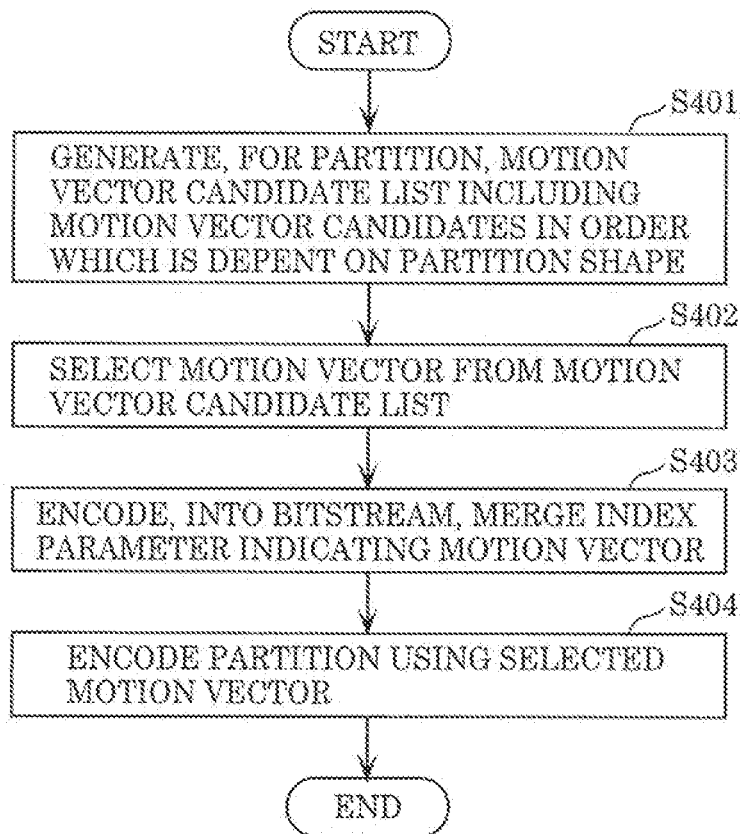 START
S401
GENERATE, FOR PARTITION, MOTION
VECTOR CANDIDATE LIST INCLUDING
MOTION VECTOR CANDIDATES IN ORDER
WHICH IS DEPENT ON PARTITION SHAPE
S402
SELECT MOTION VECTOR FROM MOTION
VECTOR CANDIDATE LIST
S403
ENCODE, INTO BITSTREAM, MERGE INDEX
PARAMETER INDICATING MOTION VECTOR
S404
ENCODE PARTITION USING SELECTED
MOTION VECTOR
END